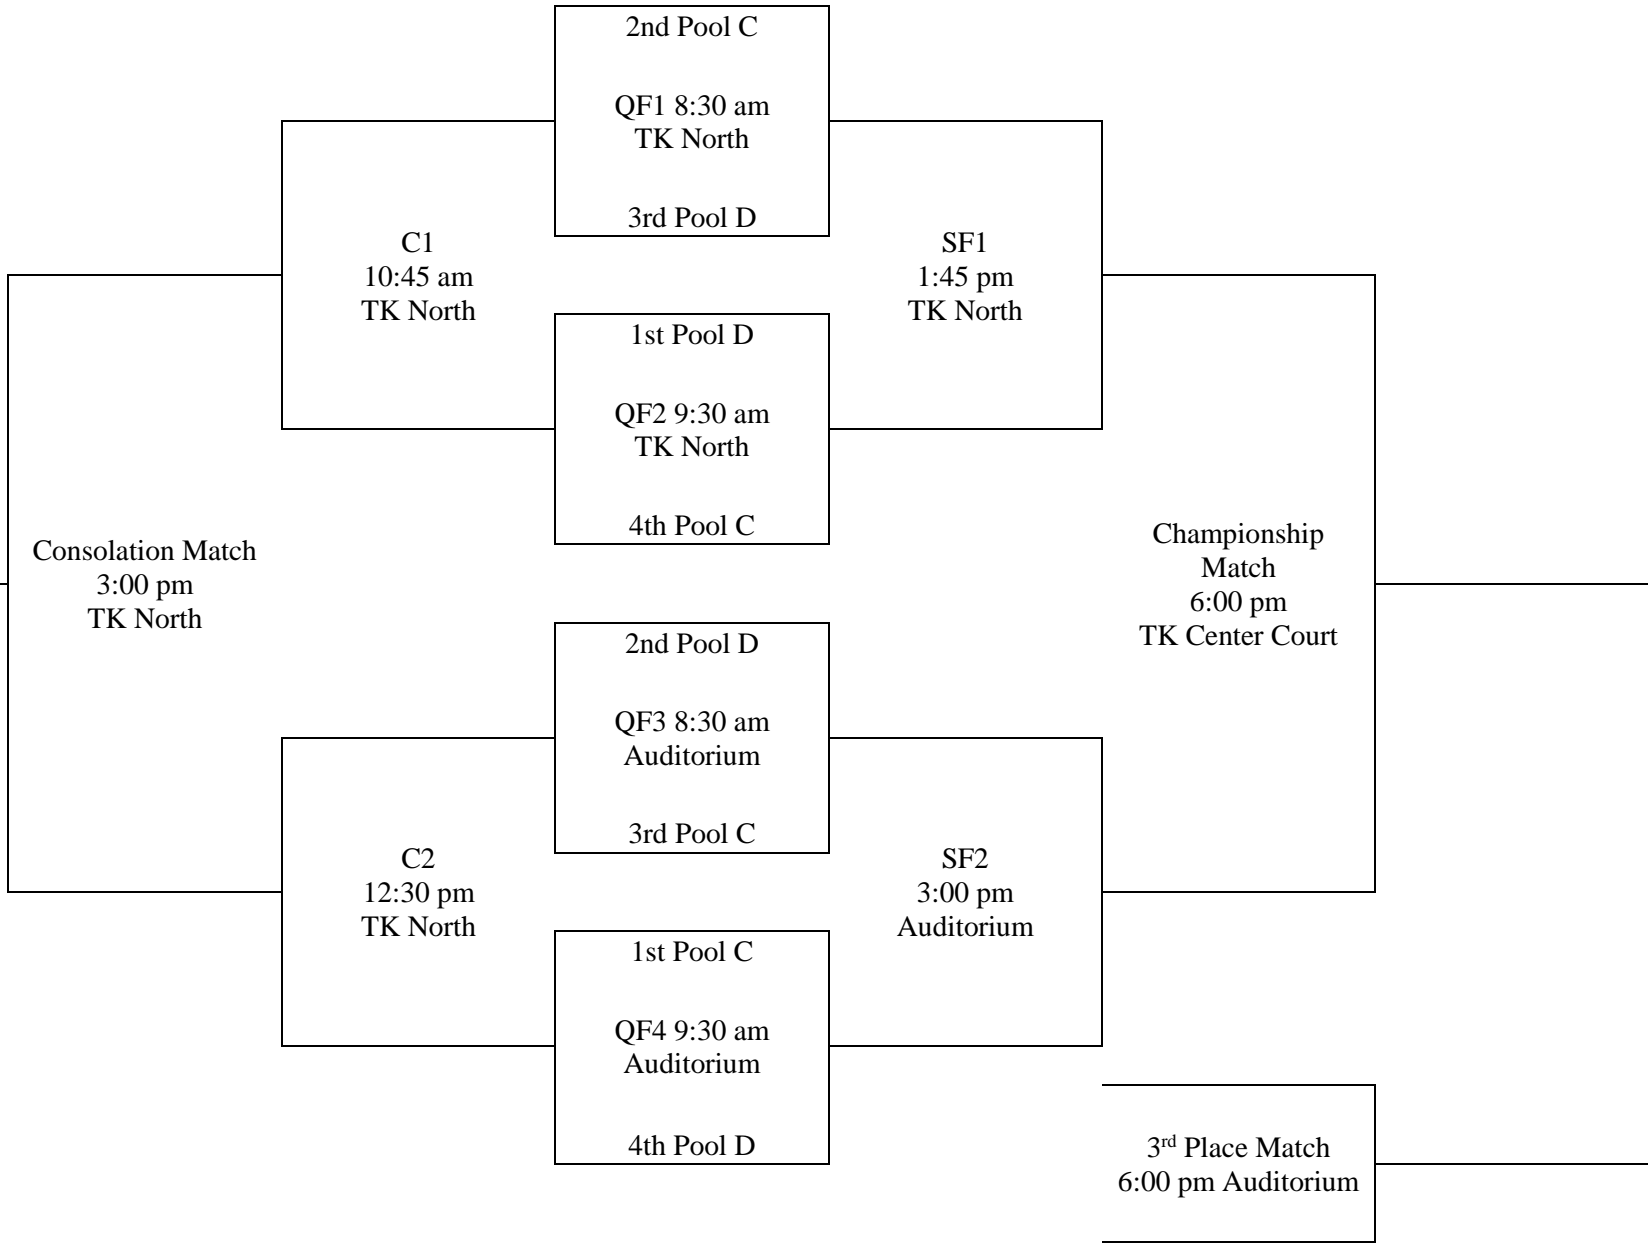 2nd Pool C
QF1 8:30 am
TK North
3rd Pool D
C1
10:45 am
TK North
SF1
1:45 pm
TK North
1st Pool D
QF2 9:30 am
TK North
4th Pool C
Consolation Match
3:00 pm
TK North
Championship
Match
6:00 pm
TK Center Court
2nd Pool D
QF3 8:30 am
Auditorium
3rd Pool C
C2
12:30 pm
TK North
SF2
3:00 pm
Auditorium
1st Pool C
QF4 9:30 am
Auditorium
4th Pool D
3rd Place Match
6:00 pm Auditorium